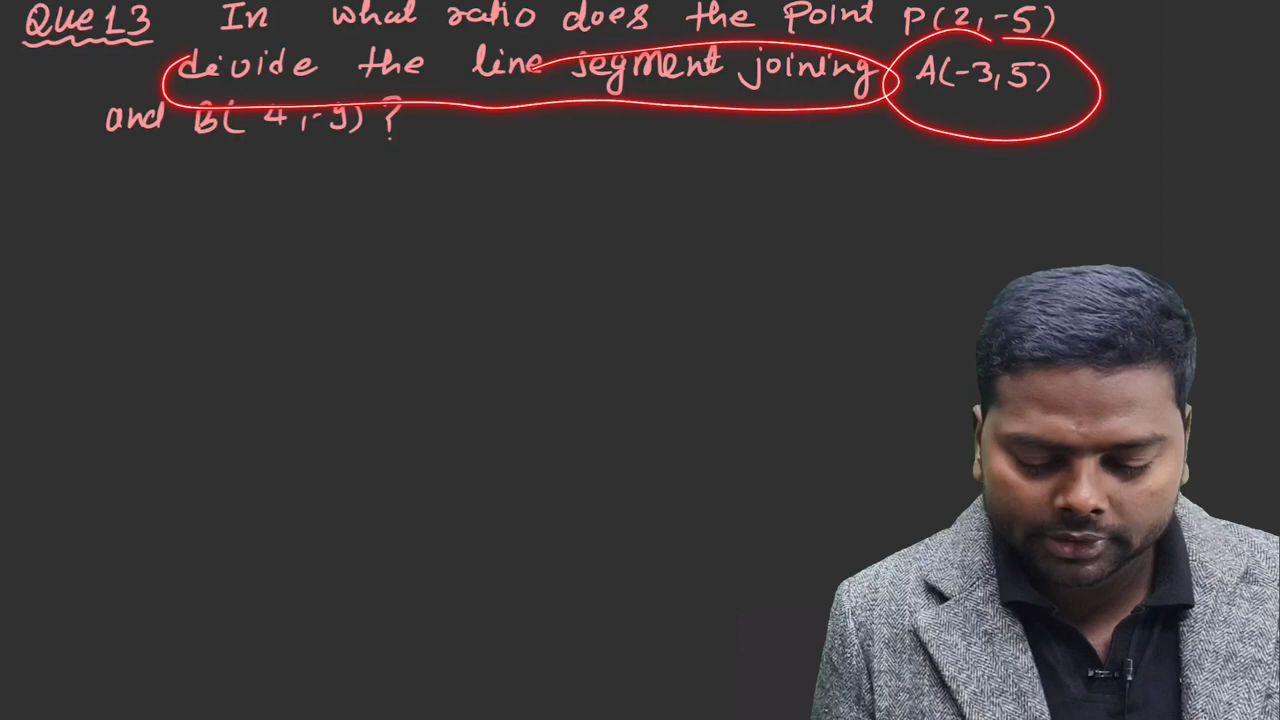 Que 13 In what ratio does the Point P(2,-5)
divide the line segment joining A(-3,5)
and B( 4,-9) ?